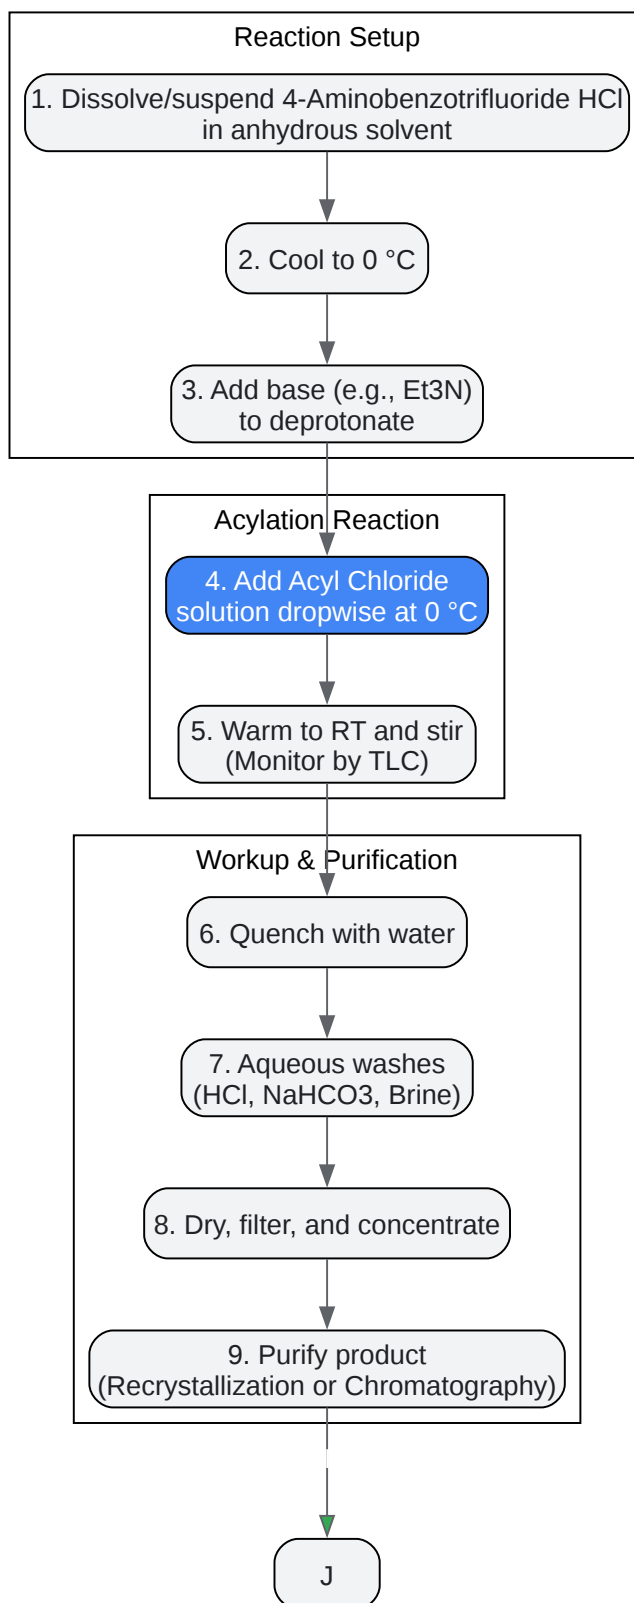 Reaction Setup
1. Dissolve/suspend 4-Aminobenzotrifluoride HCl
in anhydrous solvent
2. Cool to 0 °C
3. Add base (e.g., Et3N)
to deprotonate
Acylation Reaction
4. Add Acyl Chloride
solution dropwise at 0 °C
5. Warm to RT and stir
(Monitor by TLC)
Workup & Purification
6. Quench with water
7. Aqueous washes
(HCl, NaHCO3, Brine)
8. Dry, filter, and concentrate
9. Purify product
(Recrystallization or Chromatography)
J